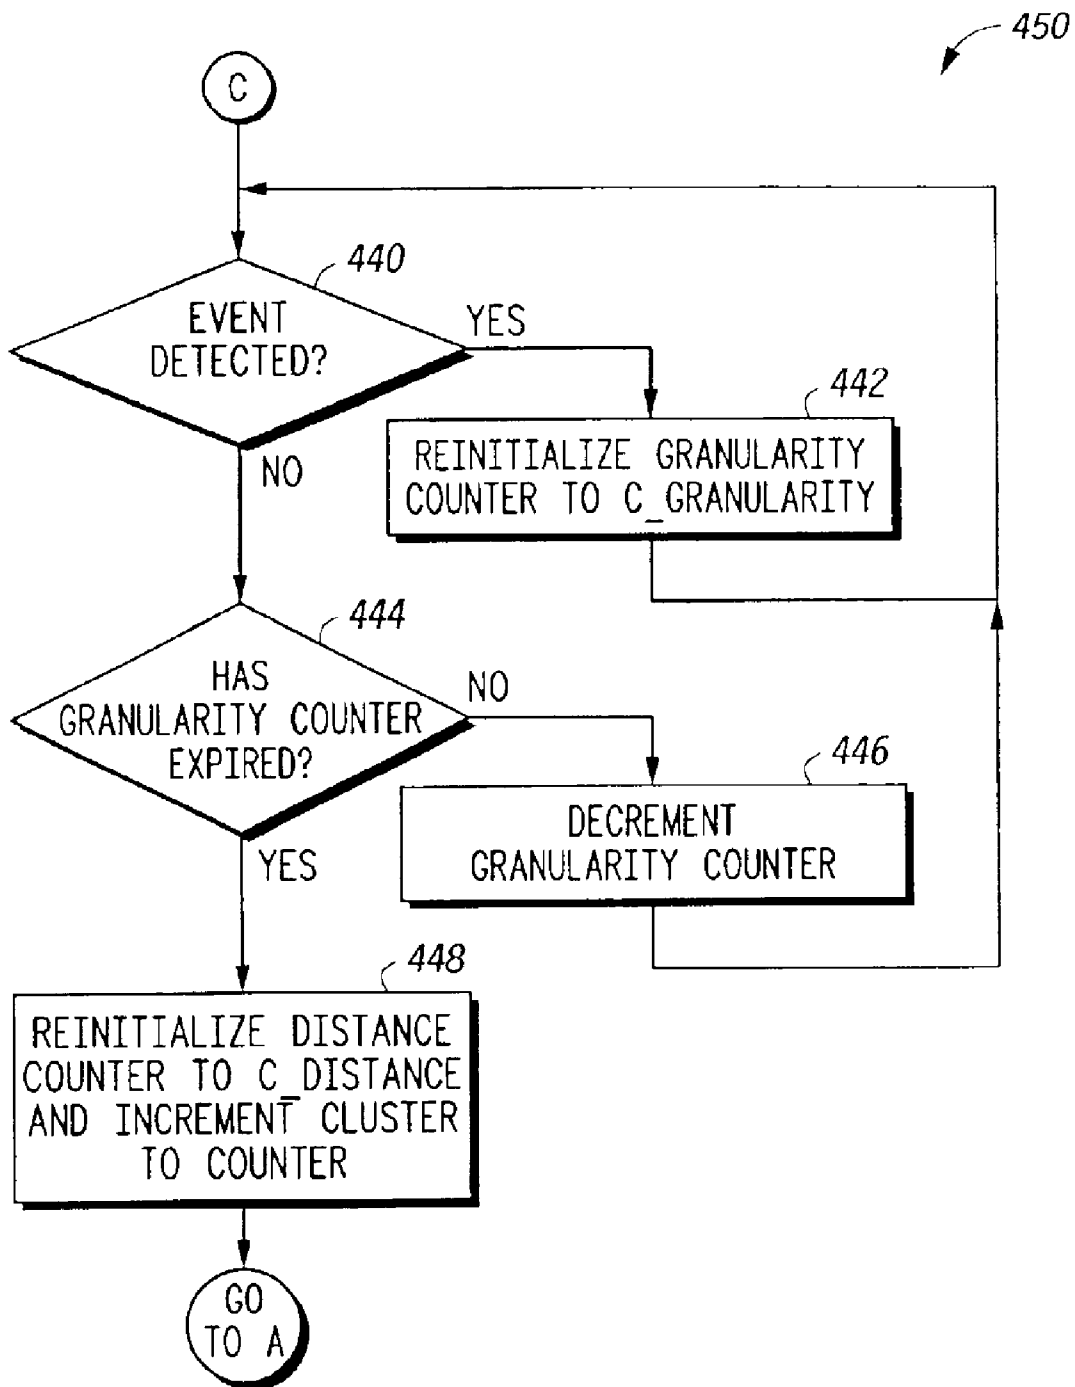 450
C
440
EVENT
DETECTED?
YES
NO
442
REINITIALIZE GRANULARITY
COUNTER TO C_GRANULARITY
444
HAS
GRANULARITY COUNTER
EXPIRED?
NO
YES
446
DECREMENT
GRANULARITY COUNTER
448
REINITIALIZE DISTANCE
COUNTER TO C_DISTANCE
AND INCREMENT CLUSTER
TO COUNTER
GO
TO A